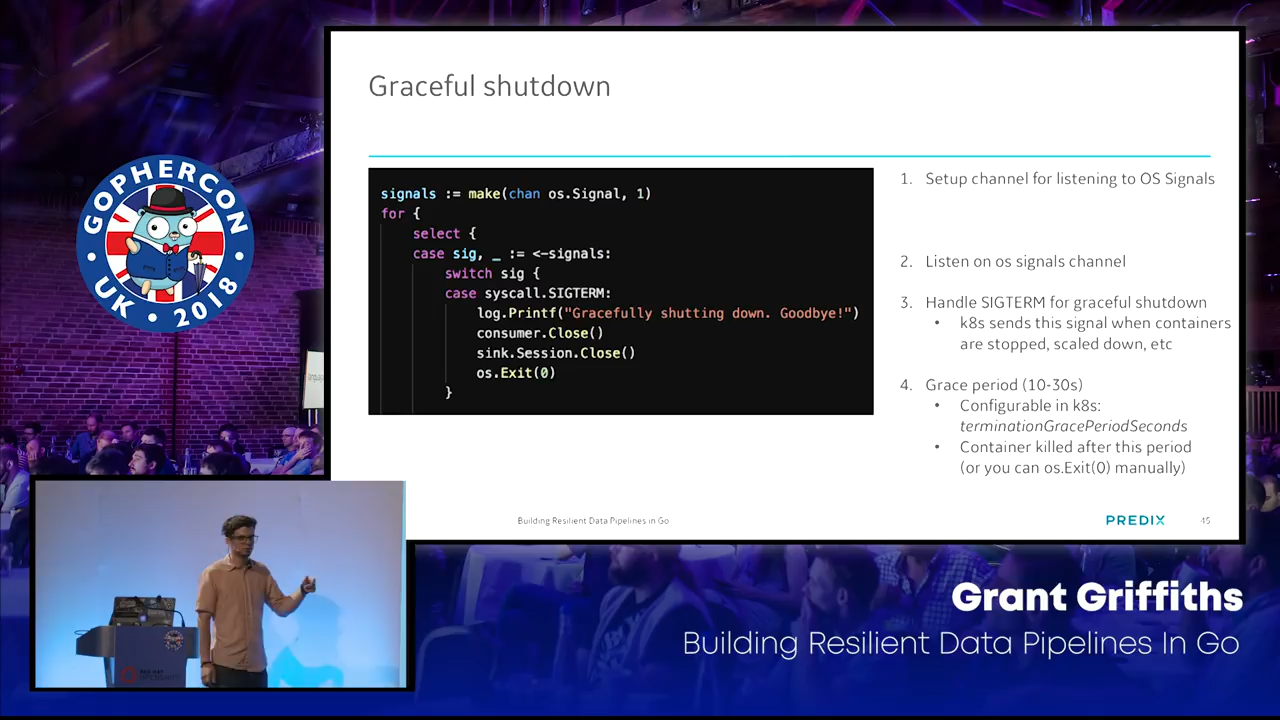 Graceful shutdown
signals := make(chan os.Signal, 1)
for {
select {
case sig, _ := <-signals:
switch sig {
case syscall.SIGTERM:
log.Printf("Gracefully shutting down. Goodbye!")
consumer.Close()
sink.Session.Close()
os.Exit(0)
}
1. Setup channel for listening to OS Signals
2. Listen on os signals channel
3. Handle SIGTERM for graceful shutdown
• k8s sends this signal when containers
are stopped, scaled down, etc
4. Grace period (10-30s)
• Configurable in k8s:
terminationGracePeriodSeconds
• Container killed after this period
(or you can os.Exit(0) manually)
Building Resilient Data Pipelines in Go
PREDIX
45
GOPHERCON
UK • 2018
Grant Griffiths
Building Resilient Data Pipelines In Go